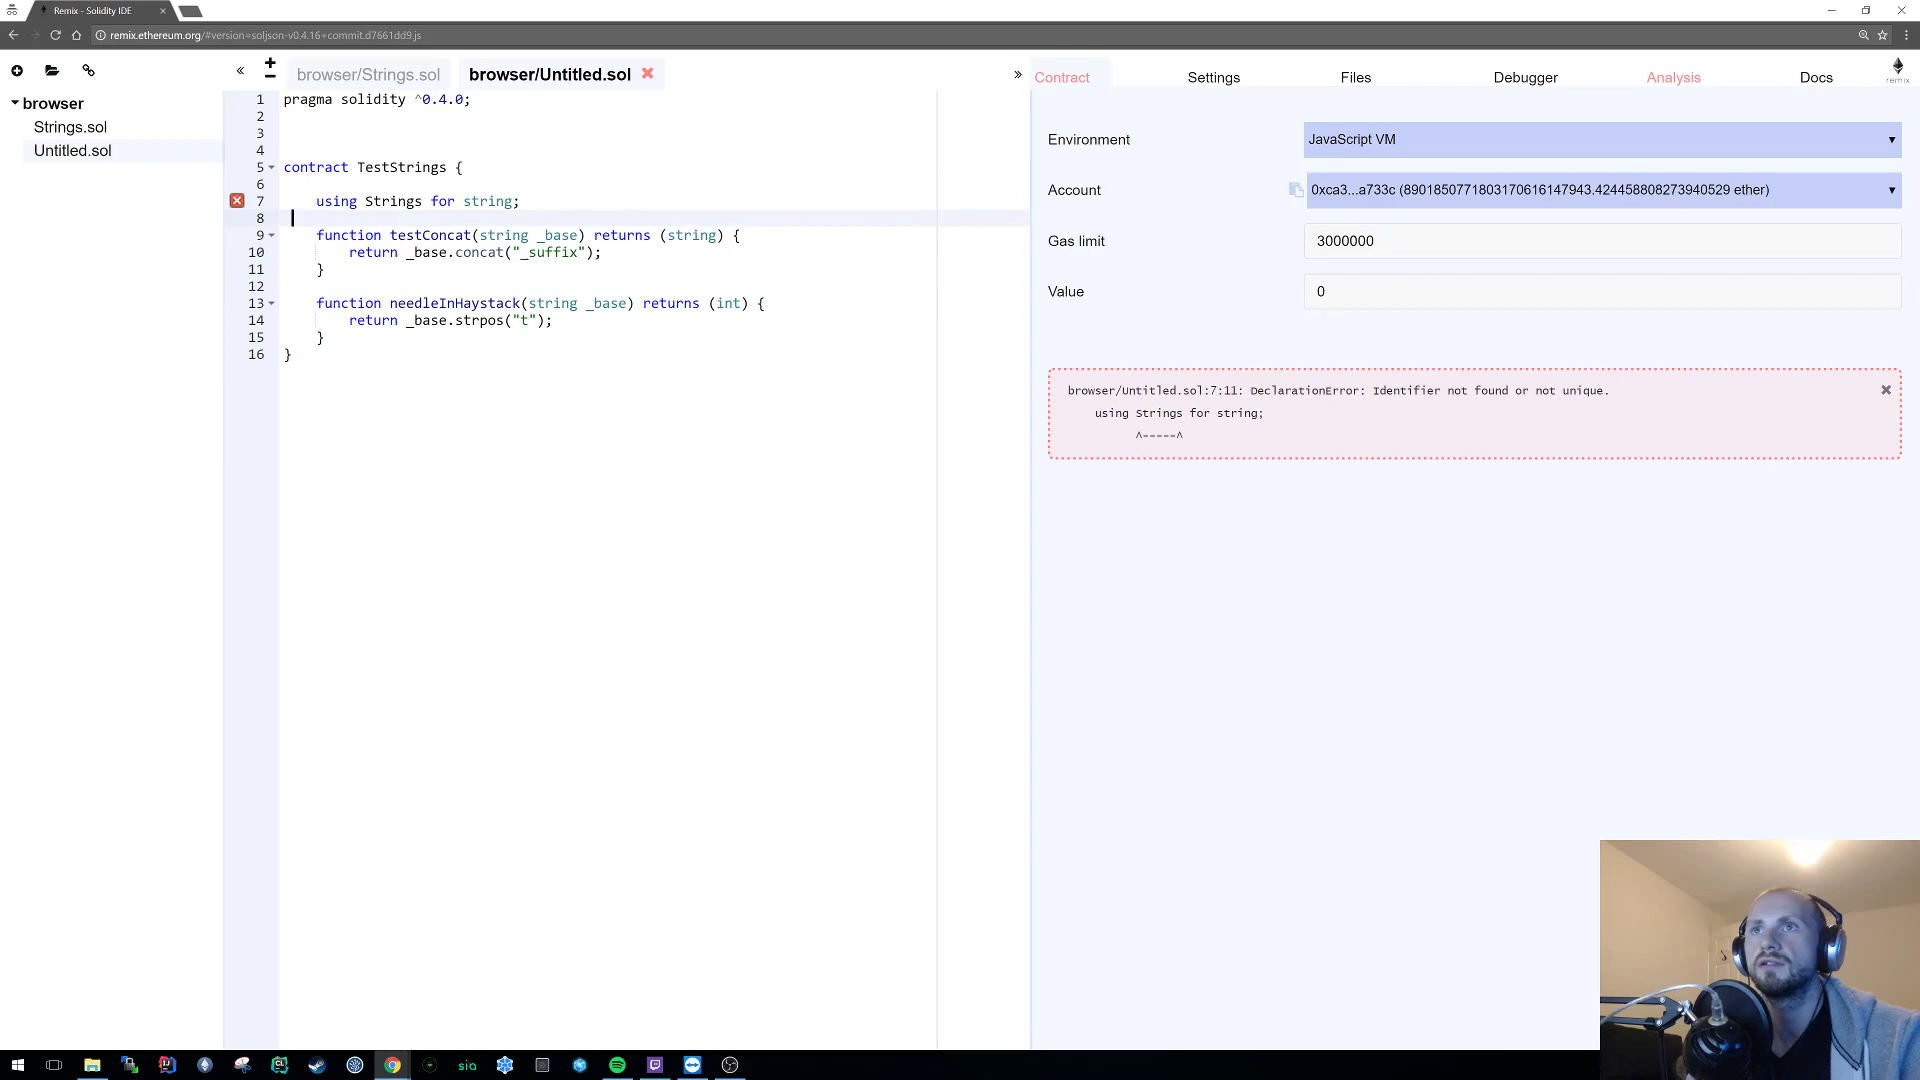 Remix - Solidity IDE
remix.ethereum.org/#version=soljson-v0.4.16+commit.d7661dd9.js
browser
Strings.sol
Untitled.sol
browser/Strings.sol
browser/Untitled.sol
1 pragma solidity ^0.4.0;
2
3
4
5 contract TestStrings {
6
7 using Strings for string;
8
9 function testConcat(string _base) returns (string) {
10 return _base.concat("_suffix");
11 }
12
13 function needleInHaystack(string _base) returns (int) {
14 return _base.strpos("t");
15 }
16 }
Contract Settings Files Debugger Analysis Docs
remix
Environment JavaScript VM
Account 0xca3...a733c (8901850771803170616147943.424458808273940529 ether)
Gas limit 3000000
Value 0
browser/Untitled.sol:7:11: DeclarationError: Identifier not found or not unique.
using Strings for string;
^-----^
sia